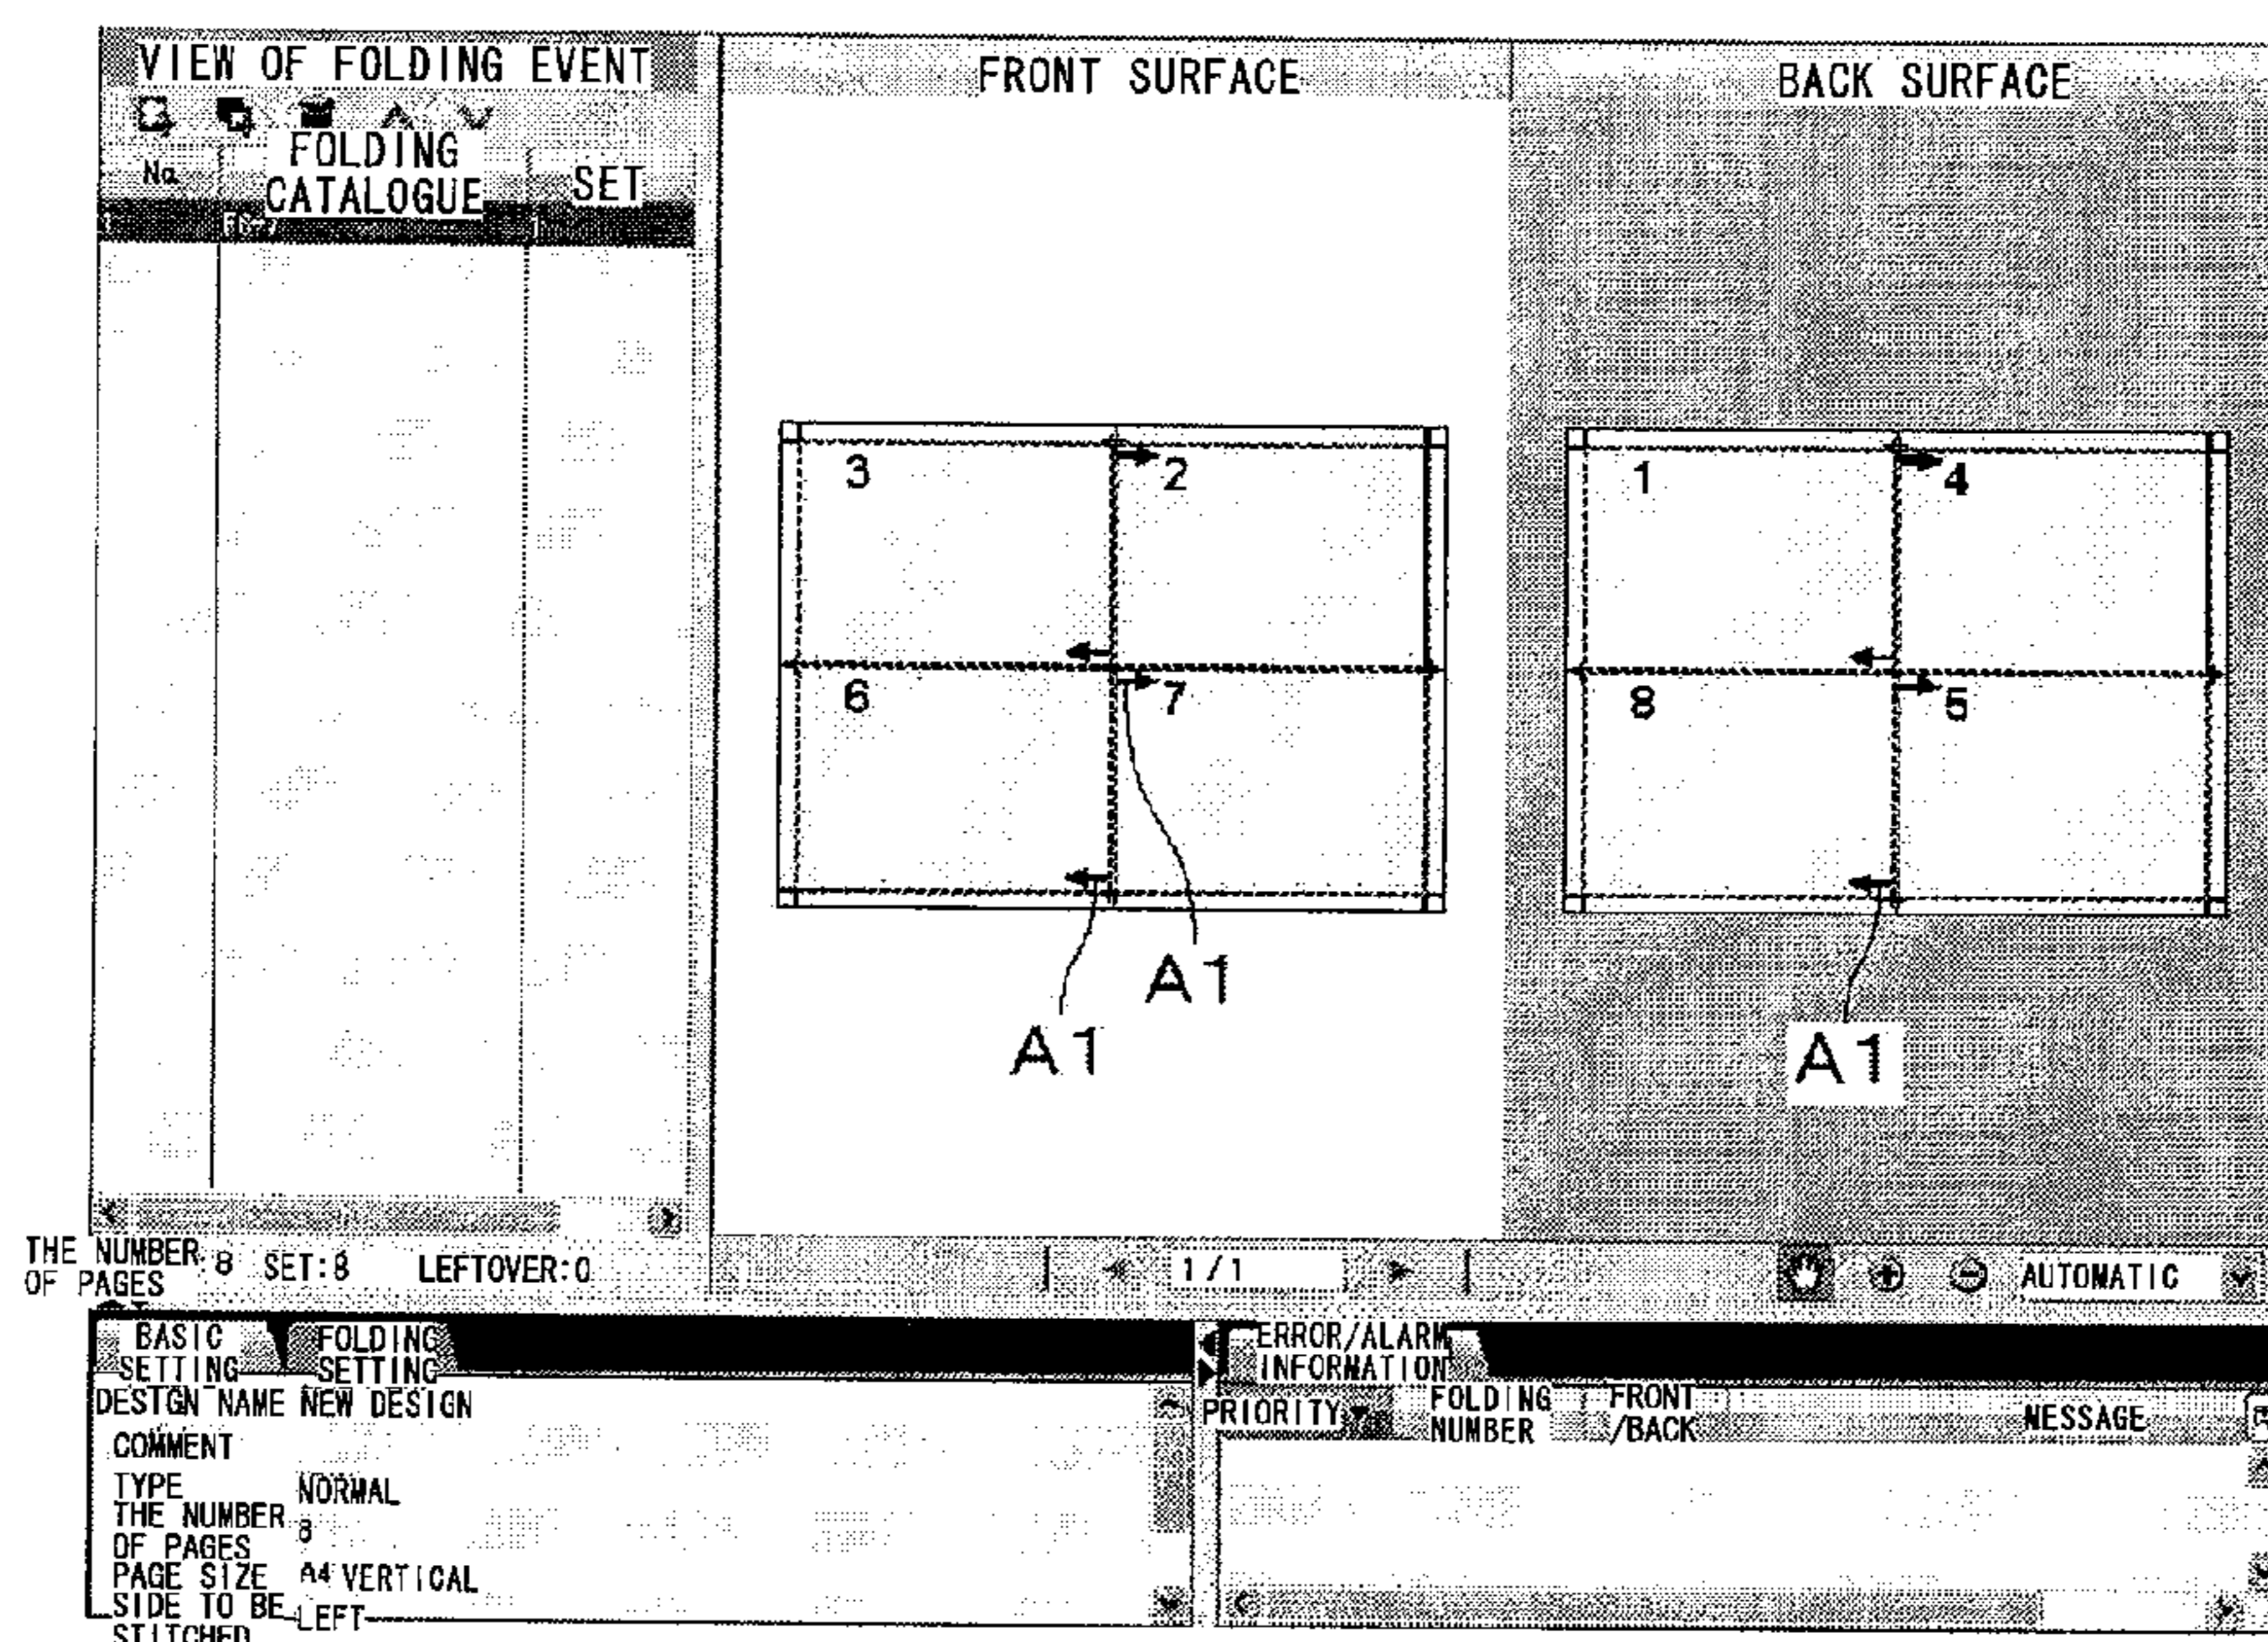 VIEW OF FOLDING EVENT
No.
FOLDING
CATALOGUE
SET
1
FRONT SURFACE
BACK SURFACE
3
2
6
7
A1
A1
1
4
8
5
A1
THE NUMBER
OF PAGES
8
SET:8
LEFTOVER:0
1/1
AUTOMATIC
BASIC
SETTING
FOLDING
SETTING
DESIGN NAME NEW DESIGN
COMMENT
TYPE NORMAL
THE NUMBER
OF PAGES
8
PAGE SIZE A4 VERTICAL
SIDE TO BE
STITCHED
LEFT
ERROR/ALARM
INFORMATION
PRIORITY
FOLDING
NUMBER
FRONT
/BACK
MESSAGE